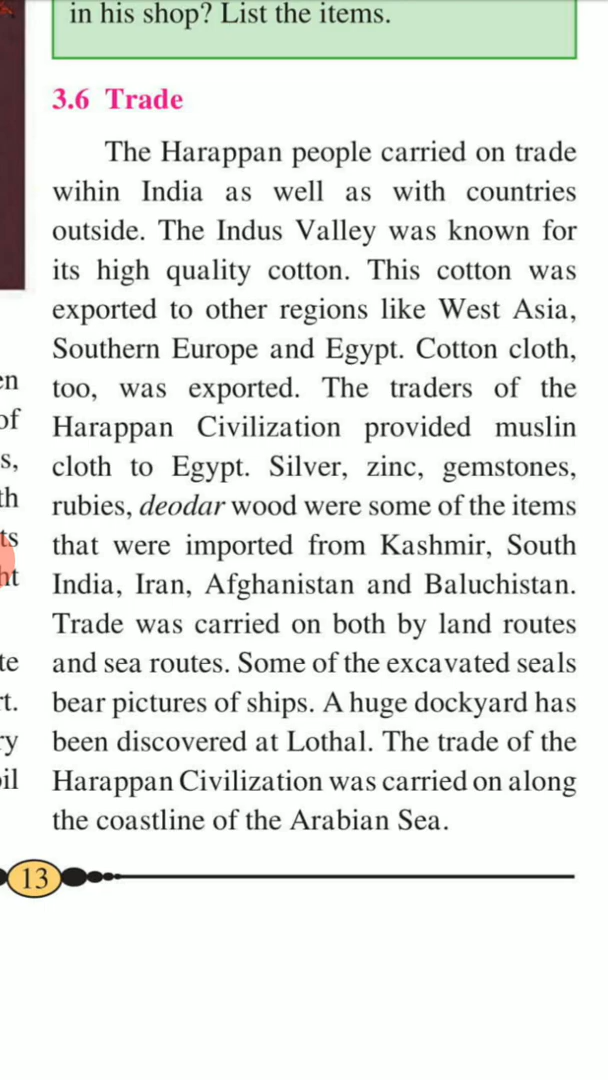 in his shop? List the items.
3.6 Trade
The Harappan people carried on trade
wihin India as well as with countries
outside. The Indus Valley was known for
its high quality cotton. This cotton was
exported to other regions like West Asia,
Southern Europe and Egypt. Cotton cloth,
too, was exported. The traders of the
Harappan Civilization provided muslin
cloth to Egypt. Silver, zinc, gemstones,
rubies, deodar wood were some of the items
that were imported from Kashmir, South
India, Iran, Afghanistan and Baluchistan.
Trade was carried on both by land routes
and sea routes. Some of the excavated seals
bear pictures of ships. A huge dockyard has
been discovered at Lothal. The trade of the
Harappan Civilization was carried on along
the coastline of the Arabian Sea.
13